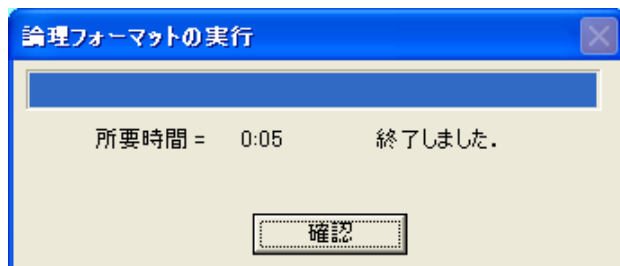 論理フォーマットの実行
所要時間 = 0:05 終了しました.
確認